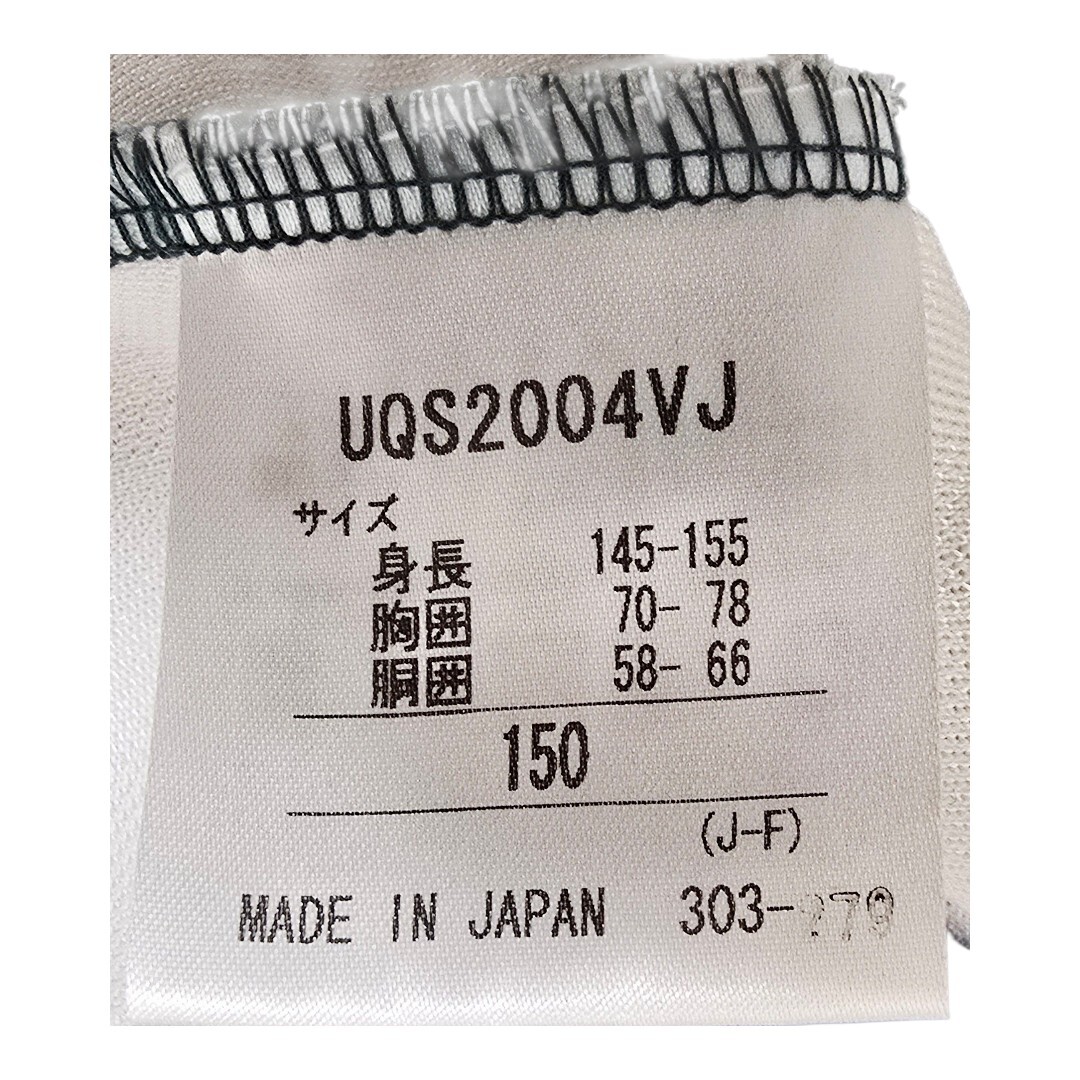 UQS2004VJ
サイズ
身長 145-155
胸囲 70- 78
胴囲 58- 66
150
(J-F)
MADE IN JAPAN 303-